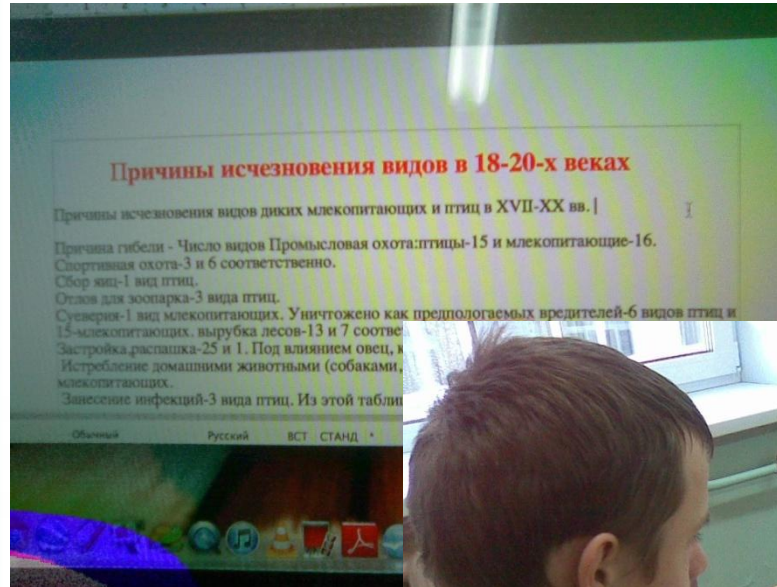 Причины исчезновения видов в 18-20-х веках
Причины исчезновения видов диких млекопитающих и птиц в XVII-XX вв.
Причина гибели - Число видов Промысловая охота:птицы-15 и млекопитающие-16.
Спортивная охота-3 и 6 соответственно.
Сбор яиц-1 вид птиц.
Отлов для зоопарка-3 вида птиц.
Суеверия-1 вид млекопитающих. Уничтожено как предпологаемых вредителей-6 видов птиц и
15-млекопитающих. вырубка лесов-13 и 7
Застройка,распашка-25 и 1. Под влиянием овец,
Истребление домашними животными (собаками,
млекопитающих.
Занесение инфекций-3 вида птиц. Из этой
Обычный Русский ВСТ СТАНД *